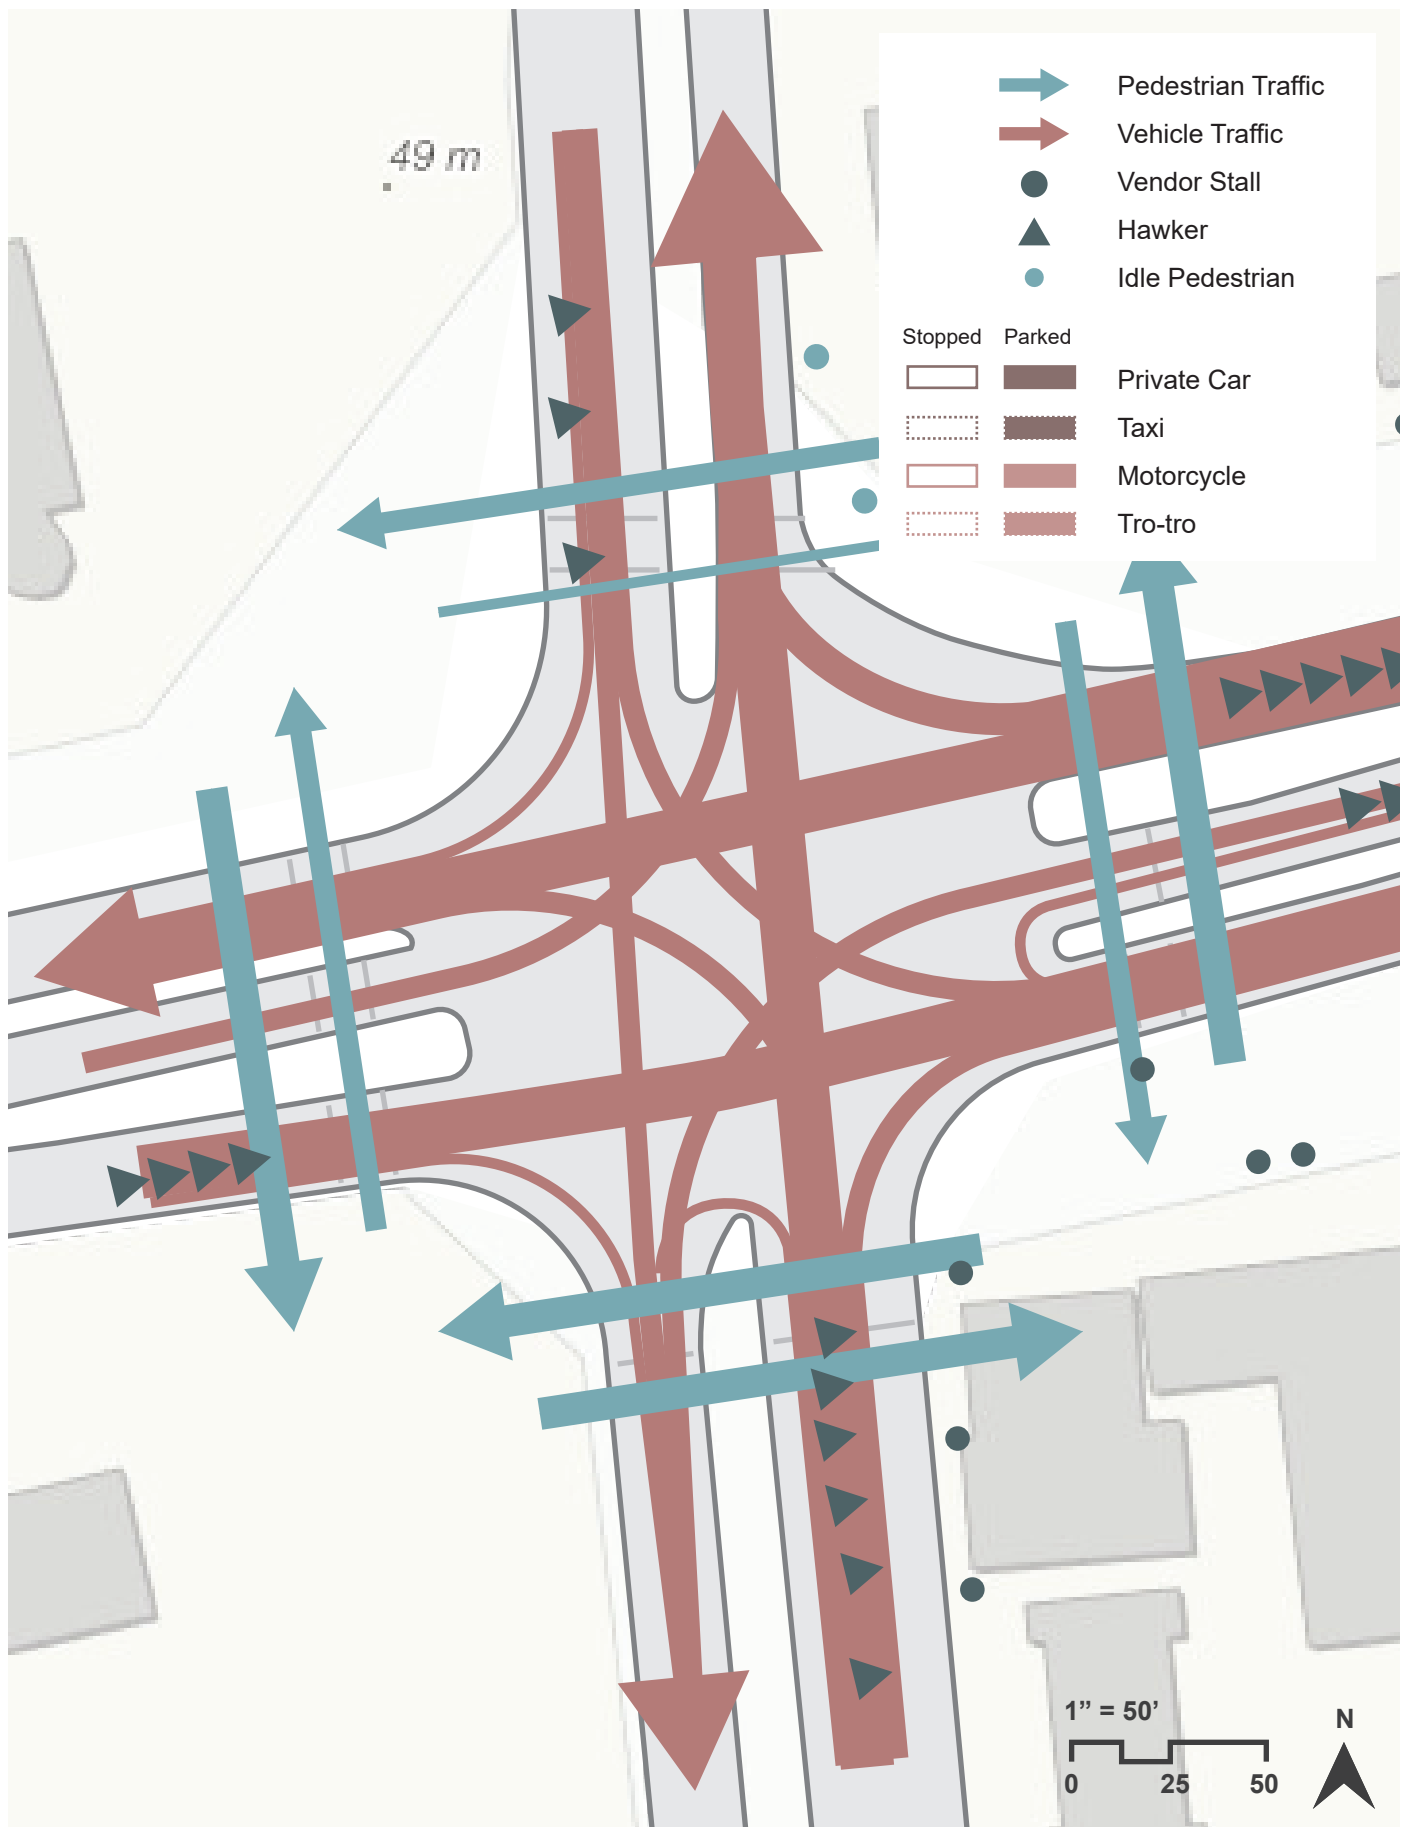 49 m
Pedestrian Traffic
Vehicle Traffic
Vendor Stall
Hawker
Idle Pedestrian
Stopped Parked
Private Car
Taxi
Motorcycle
Tro-tro
1” = 50’
0 25 50
N